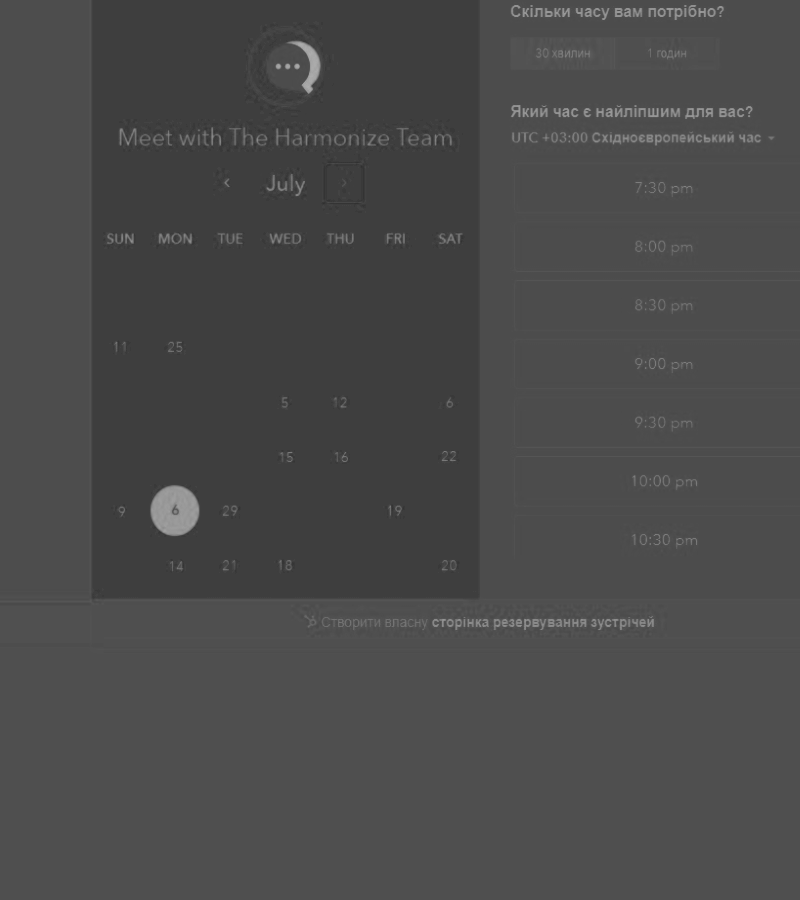 Meet with The Harmonize Team
July
SUN MON TUE WED THU FRI SAT
11 25
5 12 6
15 16 22
9 6 29 19
14 21 18 20
Скільки часу вам потрібно?
30 хвилин 1 годин
Який час є найліпшим для вас?
UTC +03:00 Східноєвропейський час
7:30 pm
8:00 pm
8:30 pm
9:00 pm
9:30 pm
10:00 pm
10:30 pm
Створити власну сторінка резервування зустрічей